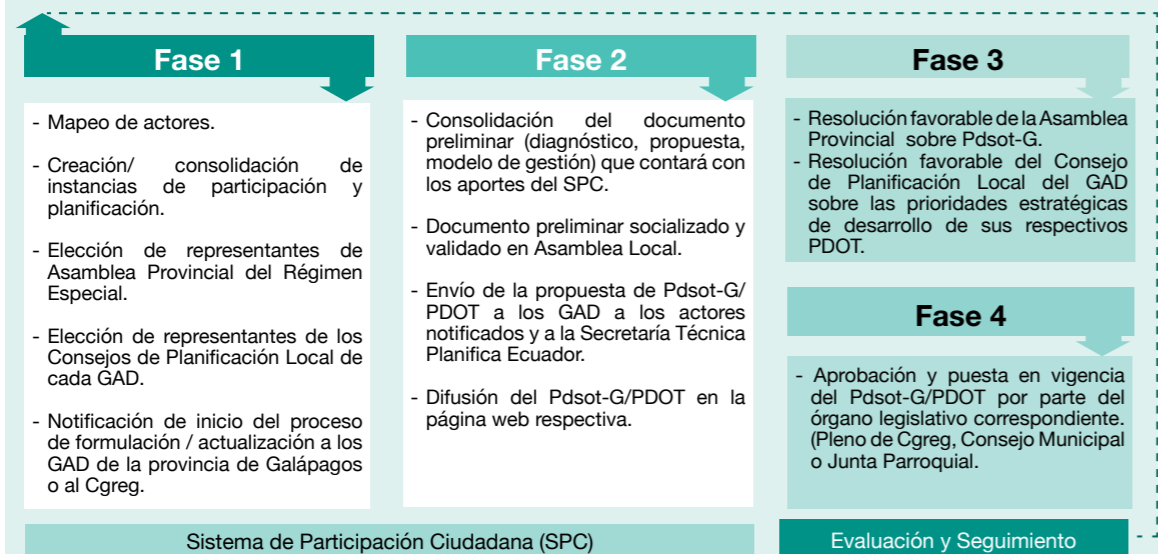 Fase 1
- Mapeo de actores.
- Creación/ consolidación de
instancias de participación y
planificación.
- Elección de representantes de
Asamblea Provincial del Régimen
Especial.
- Elección de representantes de los
Consejos de Planificación Local de
cada GAD.
- Notificación de inicio del proceso
de formulación / actualización a los
GAD de la provincia de Galápagos
o al Cgreg.
Fase 2
- Consolidación del documento
preliminar (diagnóstico, propuesta,
modelo de gestión) que contará con
los aportes del SPC.
- Documento preliminar socializado y
validado en Asamblea Local.
- Envío de la propuesta de Pdsot-G/
PDOT a los GAD a los actores
notificados y a la Secretaría Técnica
Planifica Ecuador.
- Difusión del Pdsot-G/PDOT en la
página web respectiva.
Fase 3
- Resolución favorable de la Asamblea
Provincial sobre Pdsot-G.
- Resolución favorable del Consejo
de Planificación Local del GAD
sobre las prioridades estratégicas
de desarrollo de sus respectivos
PDOT.
Fase 4
- Aprobación y puesta en vigencia
del Pdsot-G/PDOT por parte del
órgano legislativo correspondiente.
(Pleno de Cgreg, Consejo Municipal
o Junta Parroquial.
Sistema de Participación Ciudadana (SPC)
Evaluación y Seguimiento